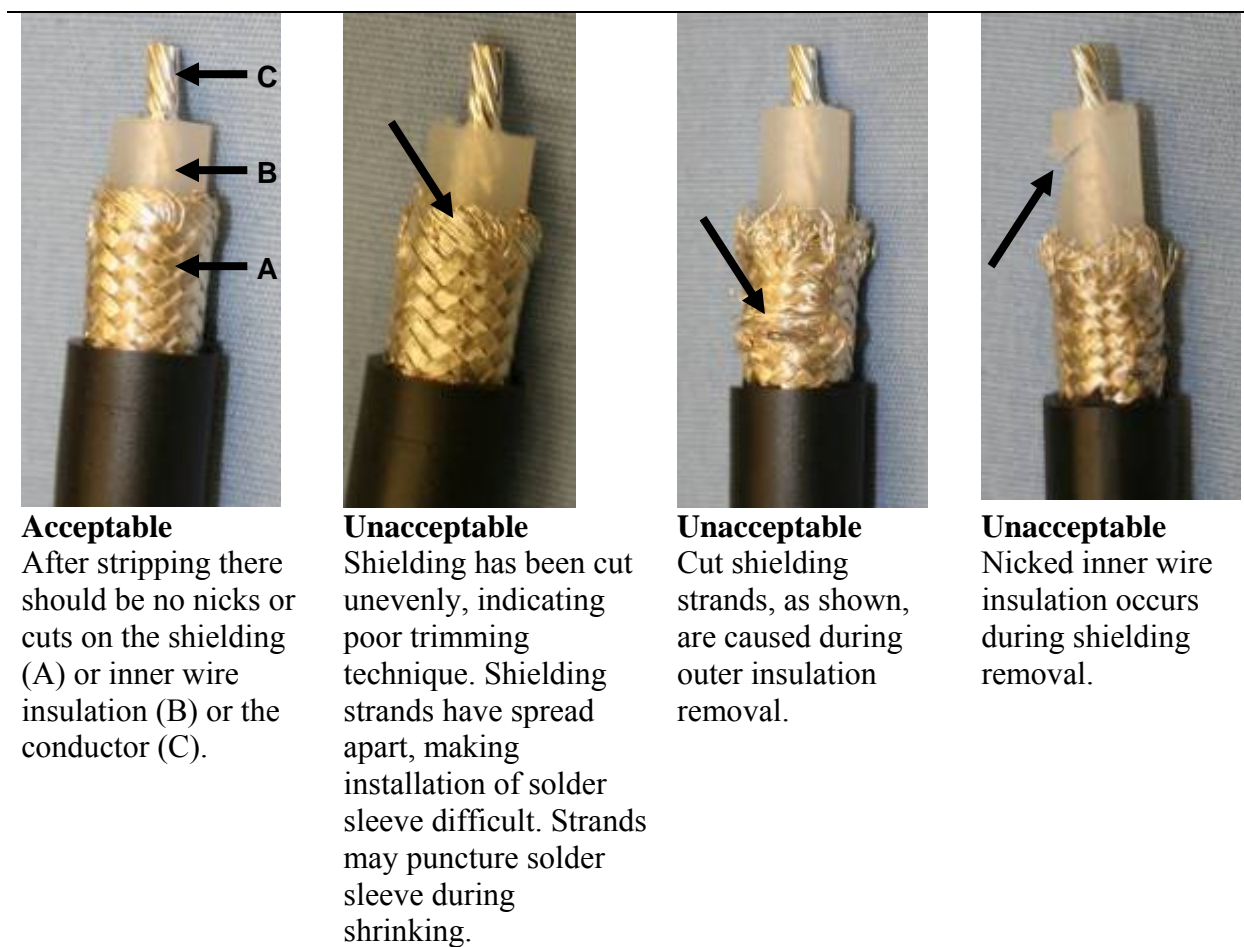 C
B
A
Acceptable
After stripping there
should be no nicks or
cuts on the shielding
(A) or inner wire
insulation (B) or the
conductor (C).
Unacceptable
Shielding has been cut
unevenly, indicating
poor trimming
technique. Shielding
strands have spread
apart, making
installation of solder
sleeve difficult. Strands
may puncture solder
sleeve during
shrinking.
Unacceptable
Cut shielding
strands, as shown,
are caused during
outer insulation
removal.
Unacceptable
Nicked inner wire
insulation occurs
during shielding
removal.